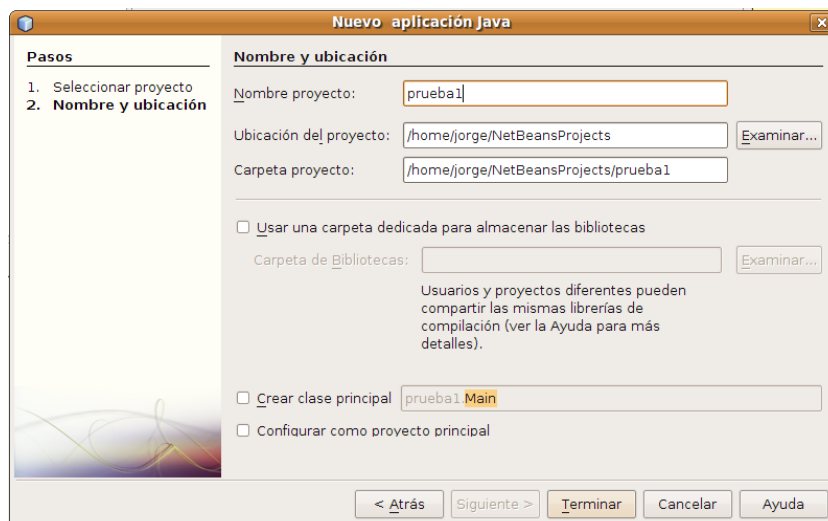 Nuevo aplicación Java
Pasos
1. Seleccionar proyecto
2. Nombre y ubicación
Nombre y ubicación
Nombre proyecto: prueba1
Ubicación del proyecto: /home/jorge/NetBeansProjects Examinar...
Carpeta proyecto: /home/jorge/NetBeansProjects/prueba1
Usar una carpeta dedicada para almacenar las bibliotecas
Carpeta de Bibliotecas: Examinar...
Usuarios y proyectos diferentes pueden
compartir las mismas librerías de
compilación (ver la Ayuda para más
detalles).
Crear clase principal prueba1.Main
Configurar como proyecto principal
< Atrás Siguiente > Terminar Cancelar Ayuda